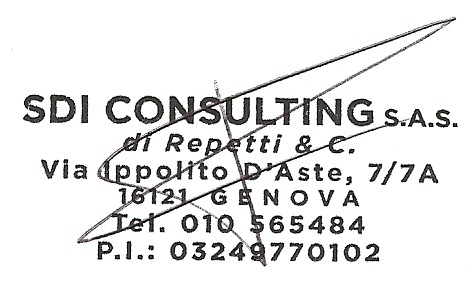 SDI CONSULTING S.A.S.
di Repetti & C.
Via Ippolito D'Aste, 7/7A
16121 GENOVA
Tel. 010 565484
P.I.: 03249770102